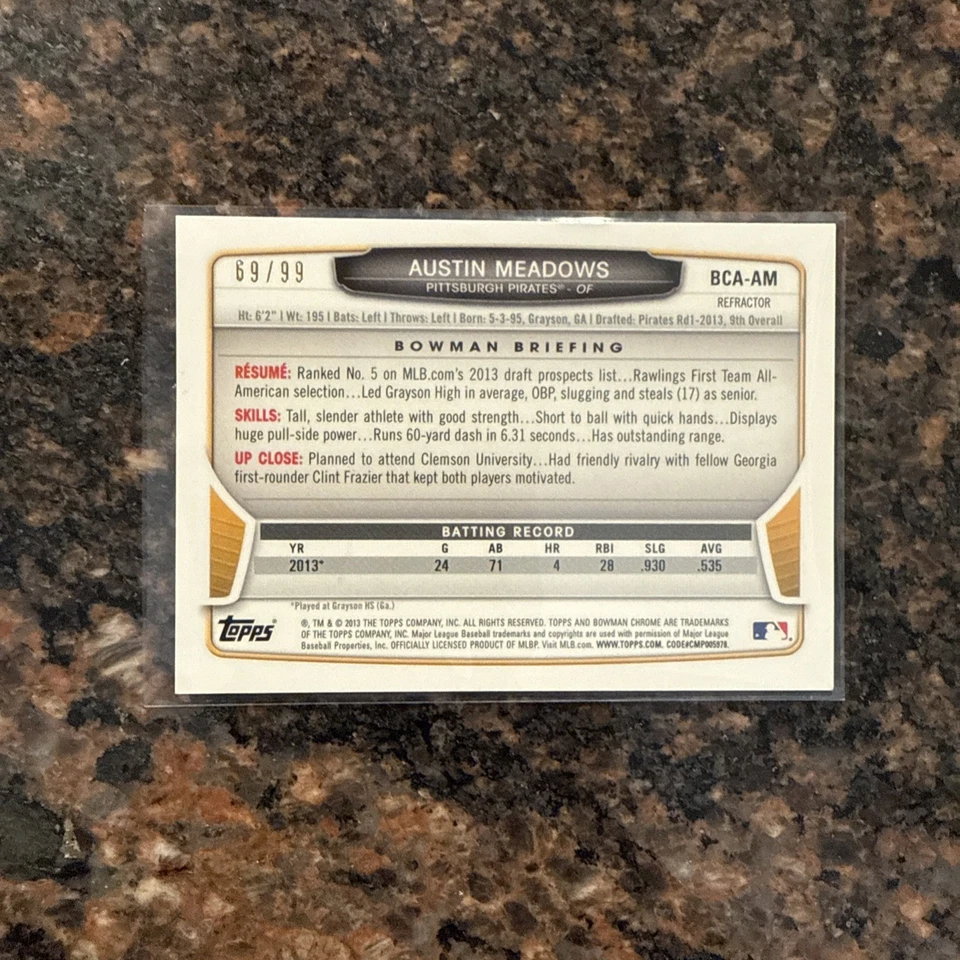 69/99
AUSTIN MEADOWS
PITTSBURGH PIRATES® - OF
BCA-AM
REFRACTOR
Ht: 6'2" | Wt: 195 | Bats: Left | Throws: Left | Born: 5-3-95, Grayson, GA | Drafted: Pirates Rd1-2013, 9th Overall
BOWMAN BRIEFING
RÉSUMÉ: Ranked No. 5 on MLB.com's 2013 draft prospects list...Rawlings First Team All-
American selection...Led Grayson High in average, OBP, slugging and steals (17) as senior.
SKILLS: Tall, slender athlete with good strength...Short to ball with quick hands...Displays
huge pull-side power...Runs 60-yard dash in 6.31 seconds...Has outstanding range.
UP CLOSE: Planned to attend Clemson University...Had friendly rivalry with fellow Georgia
first-rounder Clint Frazier that kept both players motivated.
BATTING RECORD
YR G AB HR RBI SLG AVG
2013* 24 71 4 28 .930 .535
*Played at Grayson HS (Ga.)
Topps®
®, TM & © 2013 THE TOPPS COMPANY, INC. ALL RIGHTS RESERVED. TOPPS AND BOWMAN CHROME ARE TRADEMARKS
OF THE TOPPS COMPANY, INC. Major League Baseball trademarks and copyrights are used with permission of Major League
Baseball Properties, Inc. OFFICIALLY LICENSED PRODUCT OF MLBP. Visit MLB.com. WWW.TOPPS.COM. CODE#CMP005978.